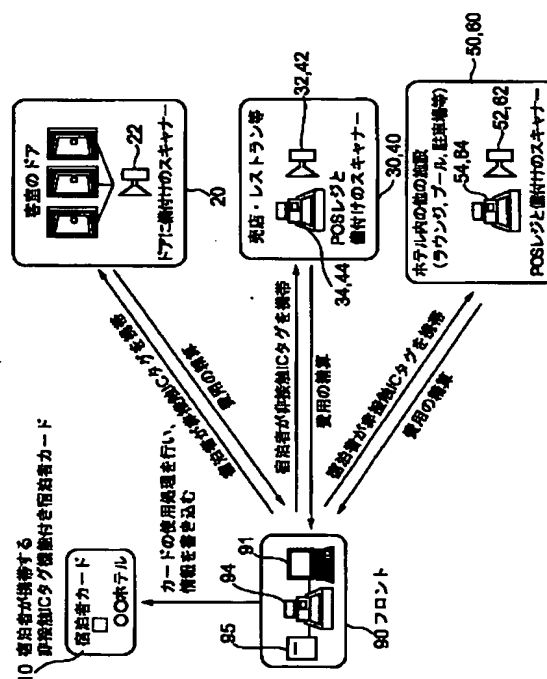 10 宿泊者が携帯する
非接触ICタグ機能付き宿泊者カード
宿泊者カード
〇〇ホテル
カードの使用処理を行い、
情報を書き込む
95
94
91
90 フロント
宿泊者が非接触ICタグを携帯
費用の精算
宿泊者が非接触ICタグを携帯
費用の精算
宿泊者が非接触ICタグを携帯
費用の精算
客室のドア
22
ドアに備付けのスキャナー
20
売店・レストラン等
32,42
34,44
POSレジと
備付けのスキャナー
30,40
50,60
ホテル内の他の施設
(ラウンジ、プール、駐車場等)
54,64
52,62
POSレジと備付けのスキャナー